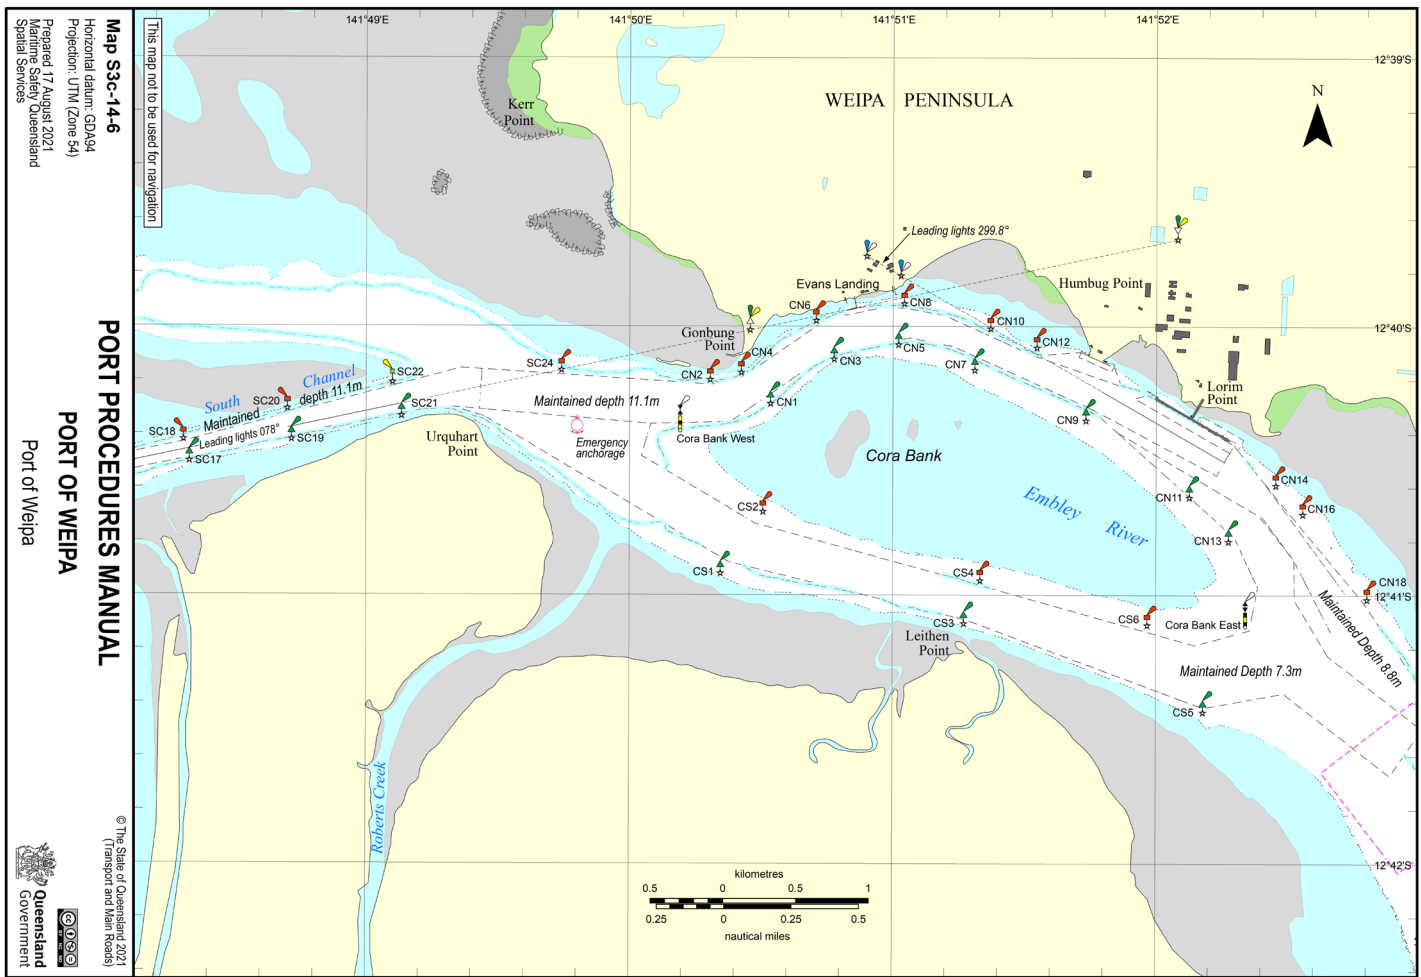 141°49'E
141°50'E
141°51'E
141°52'E
12°39'S
12°40'S
12°41'S
12°42'S
This map not to be used for navigation
Map S3c-14-6
Horizontal datum: GDA94
Projection: UTM (Zone 54)
Prepared 17 August 2021
Maritime Safety Queensland
Spatial Services
PORT PROCEDURES MANUAL
PORT OF WEIPA
Port of Weipa
© The State of Queensland 2021
(Transport and Main Roads)
Queensland
Government
cc
BY NC ND
N
WEIPA PENINSULA
Kerr
Point
Leading lights 299.8°
Evans Landing
Humbug Point
CN6
CN8
CN10
CN12
Gonbung
Point
CN4
CN2
CN3
CN5
CN7
CN1
CN9
SC24
SC22
South Channel
Maintained depth 11.1m
SC20
SC21
SC18
SC19
Leading lights 078°
SC17
Maintained depth 11.1m
Emergency
anchorage
Cora Bank West
Urquhart
Point
Cora Bank
Lorim
Point
Embley River
CN14
CN16
CN11
CN13
CN18
CS2
CS1
CS4
CS3
CS6
Cora Bank East
Leithen
Point
Maintained Depth 8.8m
Maintained Depth 7.3m
CS5
Roberts Creek
kilometres
0.5 0 0.5 1
0.25 0 0.25 0.5
nautical miles